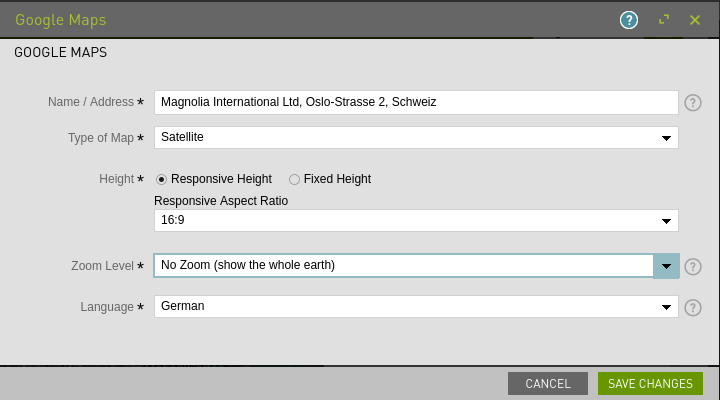 Google Maps
?
GOOGLE MAPS
Name / Address * Magnolia International Ltd, Oslo-Strasse 2, Schweiz ?
Type of Map * Satellite
Height * Responsive Height Fixed Height
Responsive Aspect Ratio
16:9
Zoom Level * No Zoom (show the whole earth) ?
Language * German ?
CANCEL SAVE CHANGES